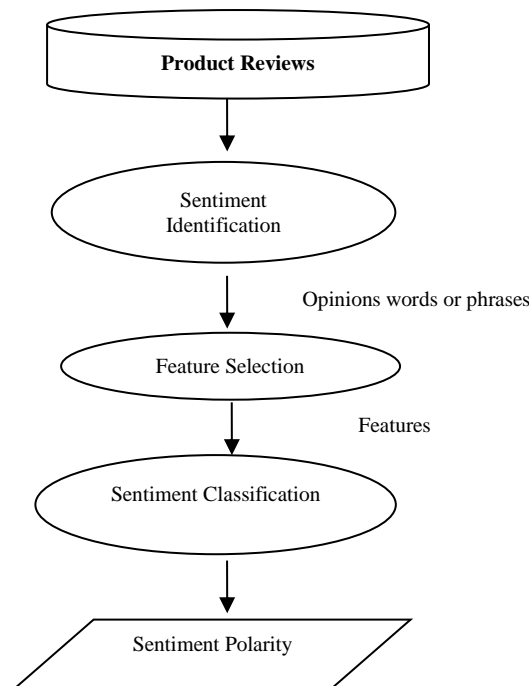 Product Reviews
Sentiment
Identification
Opinions words or phrases
Feature Selection
Features
Sentiment Classification
Sentiment Polarity